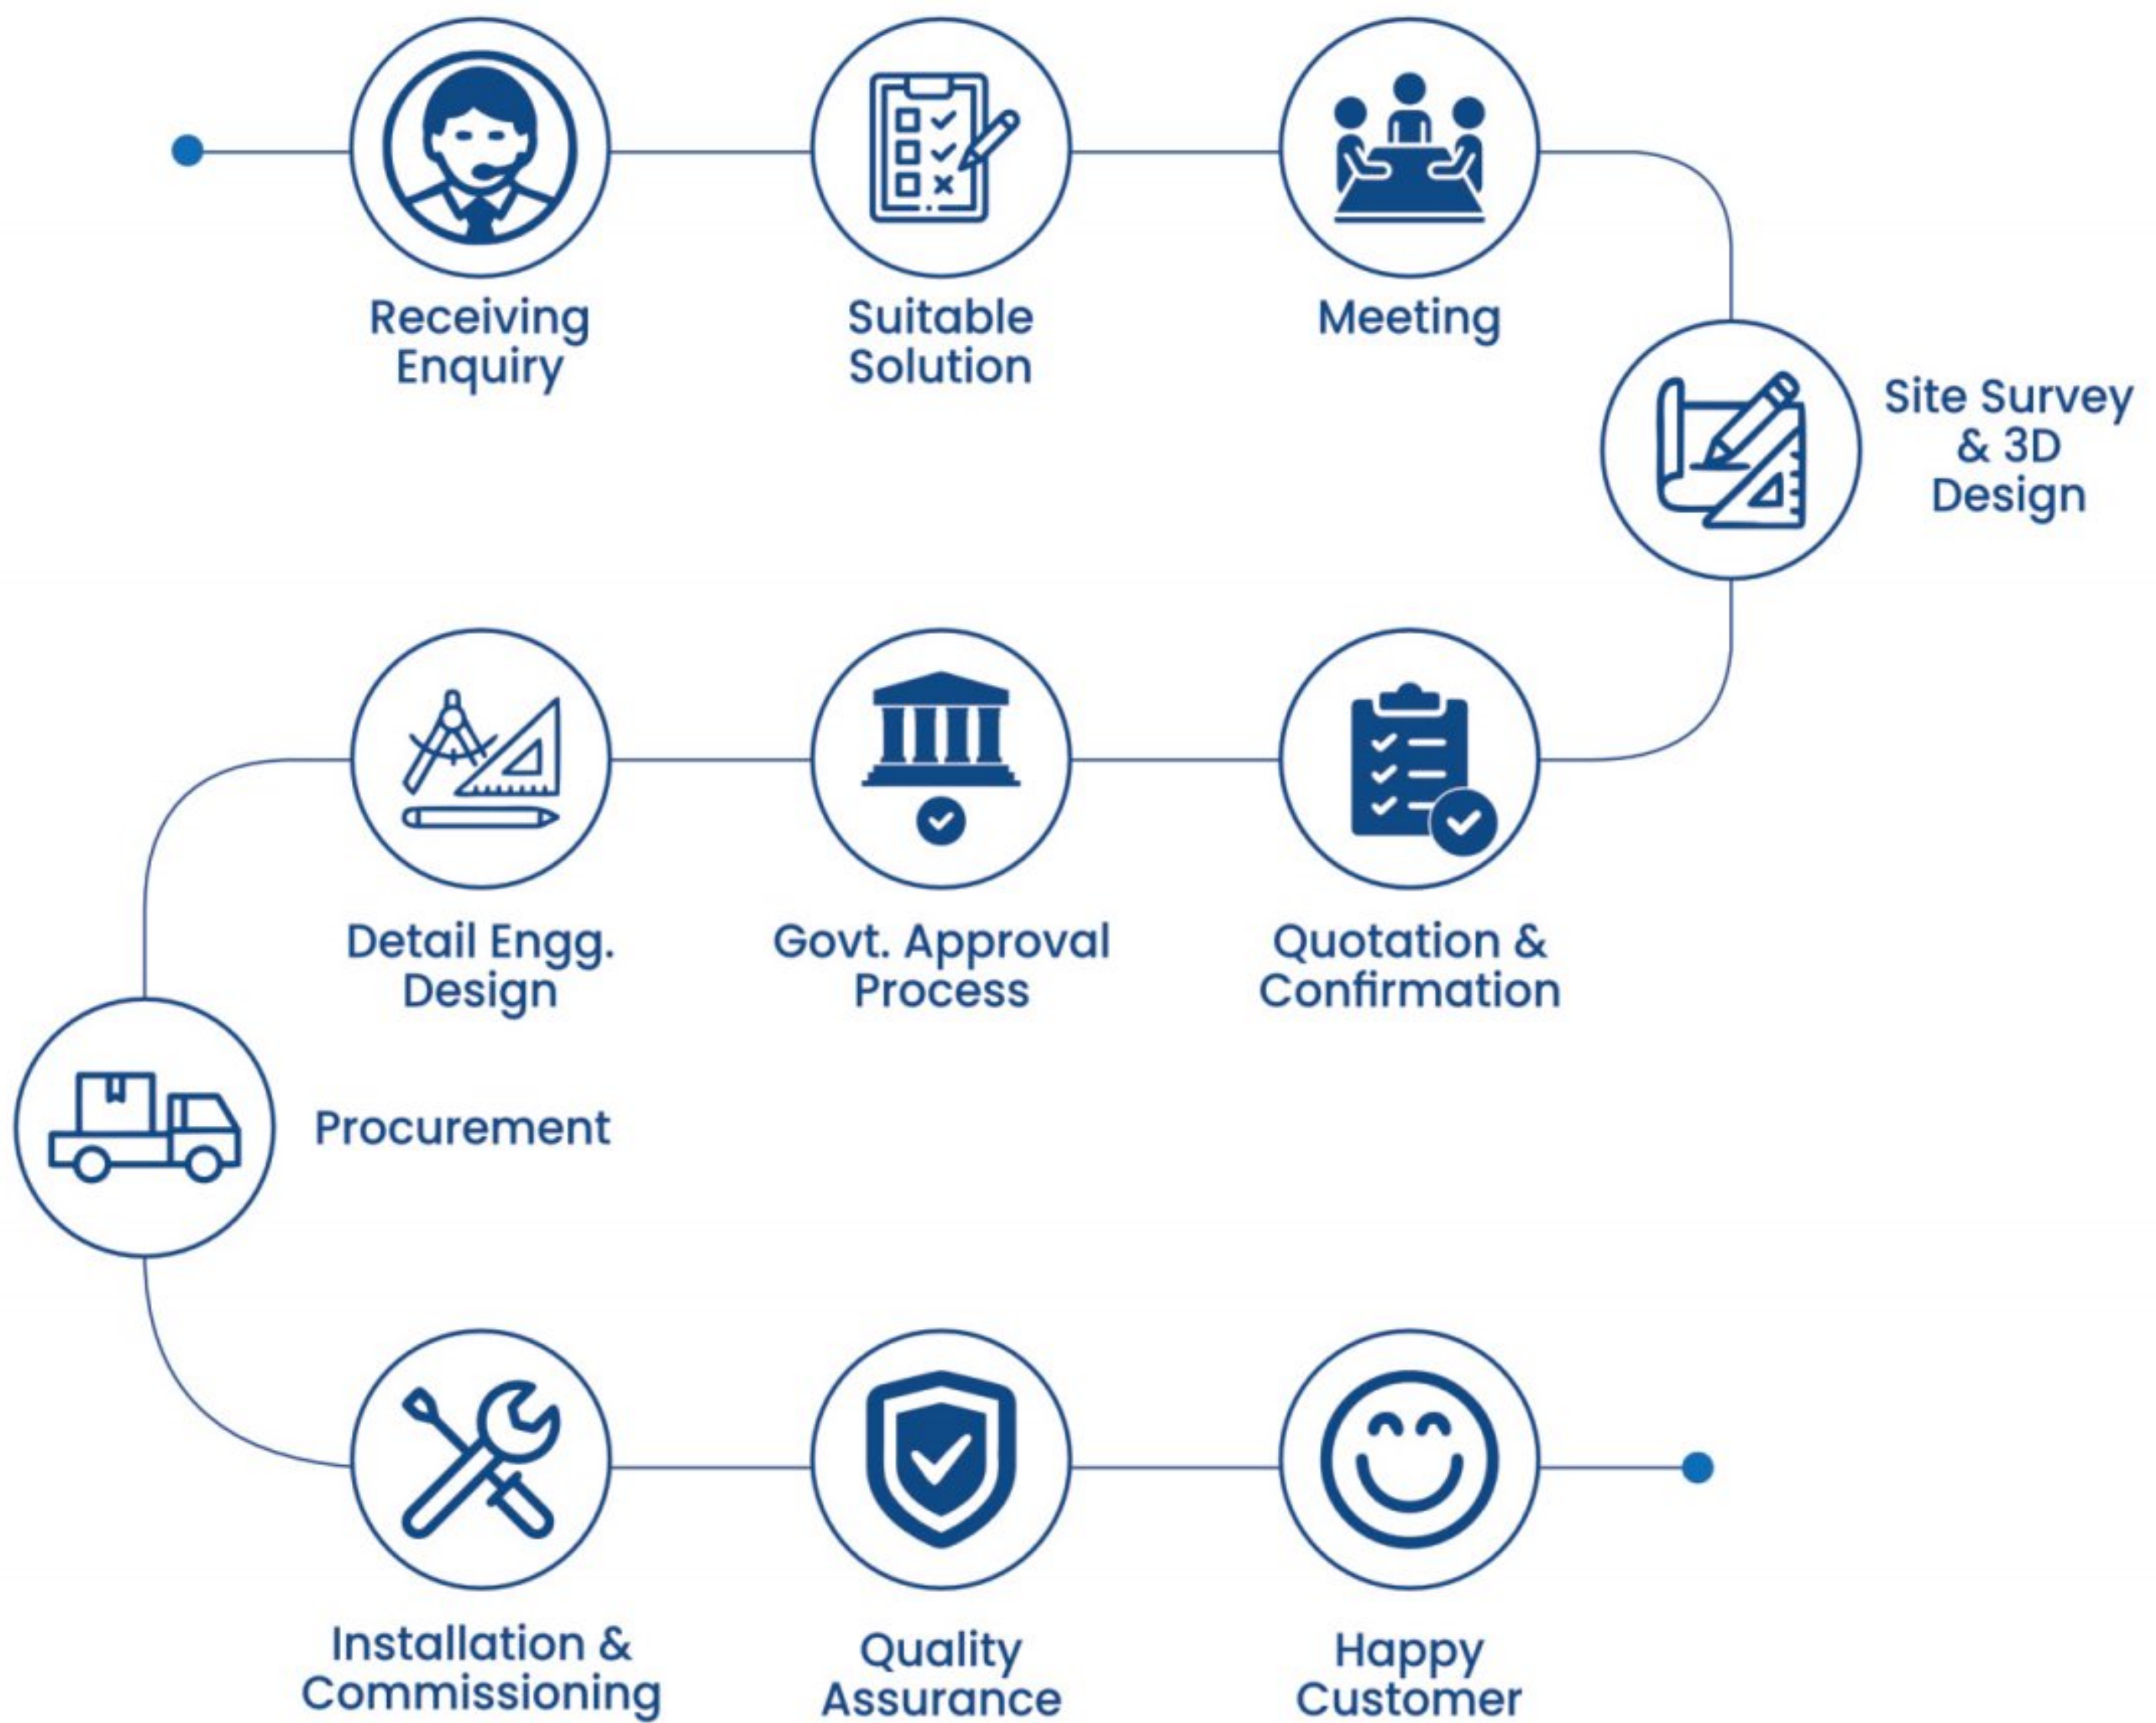 Receiving
Enquiry
Suitable
Solution
Meeting
Site Survey
& 3D
Design
Quotation &
Confirmation
Govt. Approval
Process
Detail Engg.
Design
Procurement
Installation &
Commissioning
Quality
Assurance
Happy
Customer